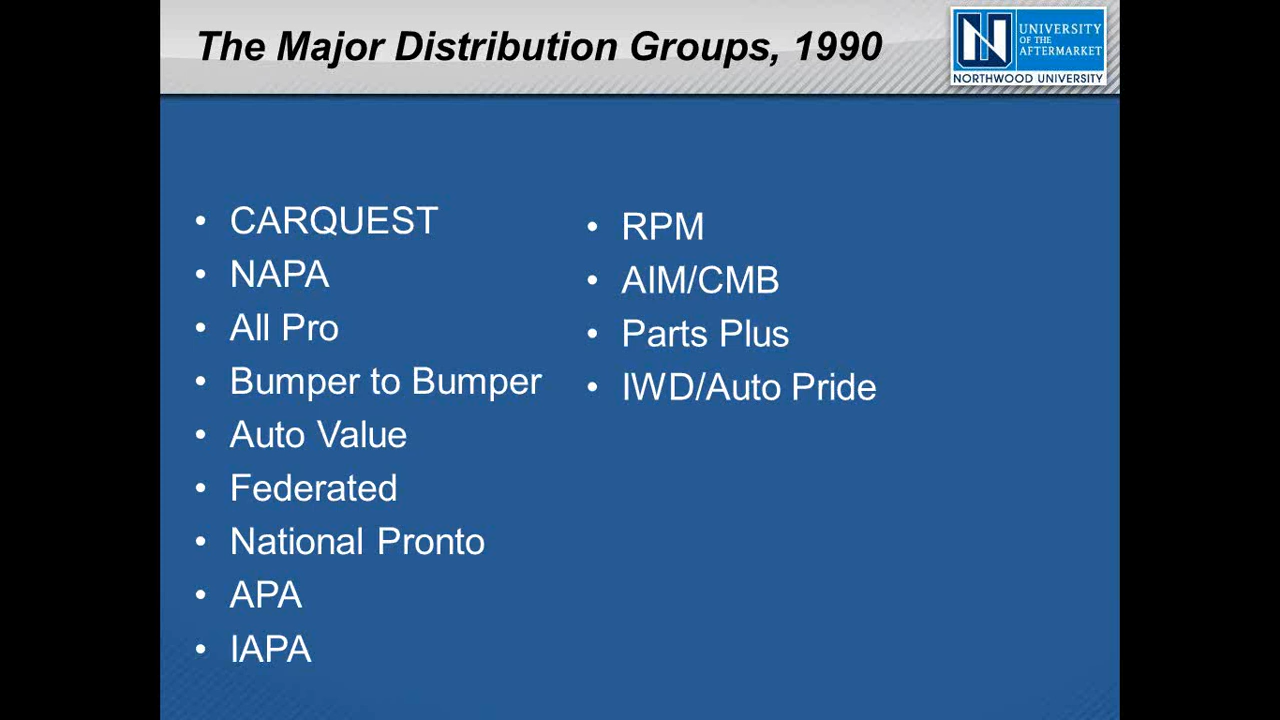 The Major Distribution Groups, 1990
N
UNIVERSITY
OF THE
AFTERMARKET
NORTHWOOD UNIVERSITY
• CARQUEST
• NAPA
• All Pro
• Bumper to Bumper
• Auto Value
• Federated
• National Pronto
• APA
• IAPA
• RPM
• AIM/CMB
• Parts Plus
• IWD/Auto Pride